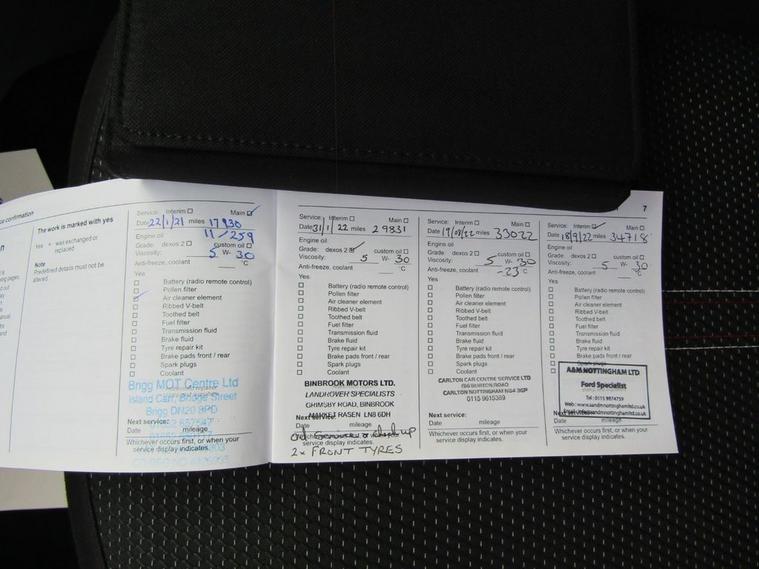 ce confirmation
The work is marked with yes
Yes = was exchanged or
replaced
Note
Predefined details must not be
altered.
Service: Interim ☐ Main ☑
Date 22/1/21 miles 17930
Engine oil 11/259
Grade: dexos 2 ☐ custom oil ☐
Viscosity: 5 W- 30
Anti-freeze, coolant °C
Yes
☐ Battery (radio remote control)
☐ Pollen filter
☑ Air cleaner element
☐ Ribbed V-belt
☐ Toothed belt
☐ Fuel filter
☐ Transmission fluid
☐ Brake fluid
☐ Tyre repair kit
☐ Brake pads front / rear
☐ Spark plugs
☐ Coolant
Brigg MOT Centre Ltd
Island Carr, Bridge Street
Brigg DN20 8PD
Next service:
Date mileage
Whichever occurs first, or when your
service display indicates.
Service: Interim ☐ Main ☐
Date 31/1/22 miles 29831
Engine oil
Grade: dexos 2 ☑ custom oil ☐
Viscosity: 5 W- 30
Anti-freeze, coolant °C
Yes
☐ Battery (radio remote control)
☐ Pollen filter
☐ Air cleaner element
☐ Ribbed V-belt
☐ Toothed belt
☐ Fuel filter
☐ Transmission fluid
☐ Brake fluid
☐ Tyre repair kit
☐ Brake pads front / rear
☐ Spark plugs
☐ Coolant
BINBROOK MOTORS LTD.
LANDROVER SPECIALISTS
GRIMSBY ROAD, BINBROOK
MARKET RASEN LN8 6DH
Next service:
Date mileage
Whichever occurs first, or when your
service display indicates.
2x FRONT TYRES
7
Service: Interim ☐ Main ☐
Date 19/08/22 miles 33022
Engine oil
Grade: dexos 2 ☐ custom oil ☐
Viscosity: 5 W- 30
Anti-freeze, coolant -23 °C
Yes
☐ Battery (radio remote control)
☐ Pollen filter
☐ Air cleaner element
☐ Ribbed V-belt
☐ Toothed belt
☐ Fuel filter
☐ Transmission fluid
☐ Brake fluid
☐ Tyre repair kit
☐ Brake pads front / rear
☐ Spark plugs
☐ Coolant
CARLTON CAR CENTRE SERVICE LTD
CARLTON NOTTINGHAM NG4 3GP
0115 9615389
Next service:
Date mileage
Whichever occurs first, or when your
service display indicates.
Service: Interim ☑ Main ☐
Date 18/9/22 miles 34718
Engine oil
Grade: dexos 2 ☐ custom oil ☐
Viscosity: 5 W- 30
Anti-freeze, coolant °C
Yes
☐ Battery (radio remote control)
☐ Pollen filter
☐ Air cleaner element
☐ Ribbed V-belt
☐ Toothed belt
☐ Fuel filter
☐ Transmission fluid
☐ Brake fluid
☐ Tyre repair kit
☐ Brake pads front / rear
A&M NOTTINGHAM LTD
Ford Specialist
Tel: 0115 9874759
Next service:
Date mileage
Whichever occurs first, or when your
service display indicates.